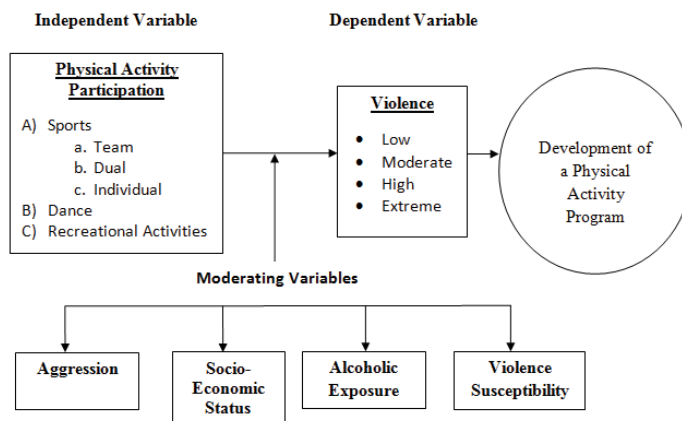 Independent Variable
Dependent Variable
Physical Activity
Participation
A) Sports
a. Team
b. Dual
c. Individual
B) Dance
C) Recreational Activities
Violence
• Low
• Moderate
• High
• Extreme
Development of
a Physical
Activity
Program
Moderating Variables
Aggression
Socio-
Economic
Status
Alcoholic
Exposure
Violence
Susceptibility